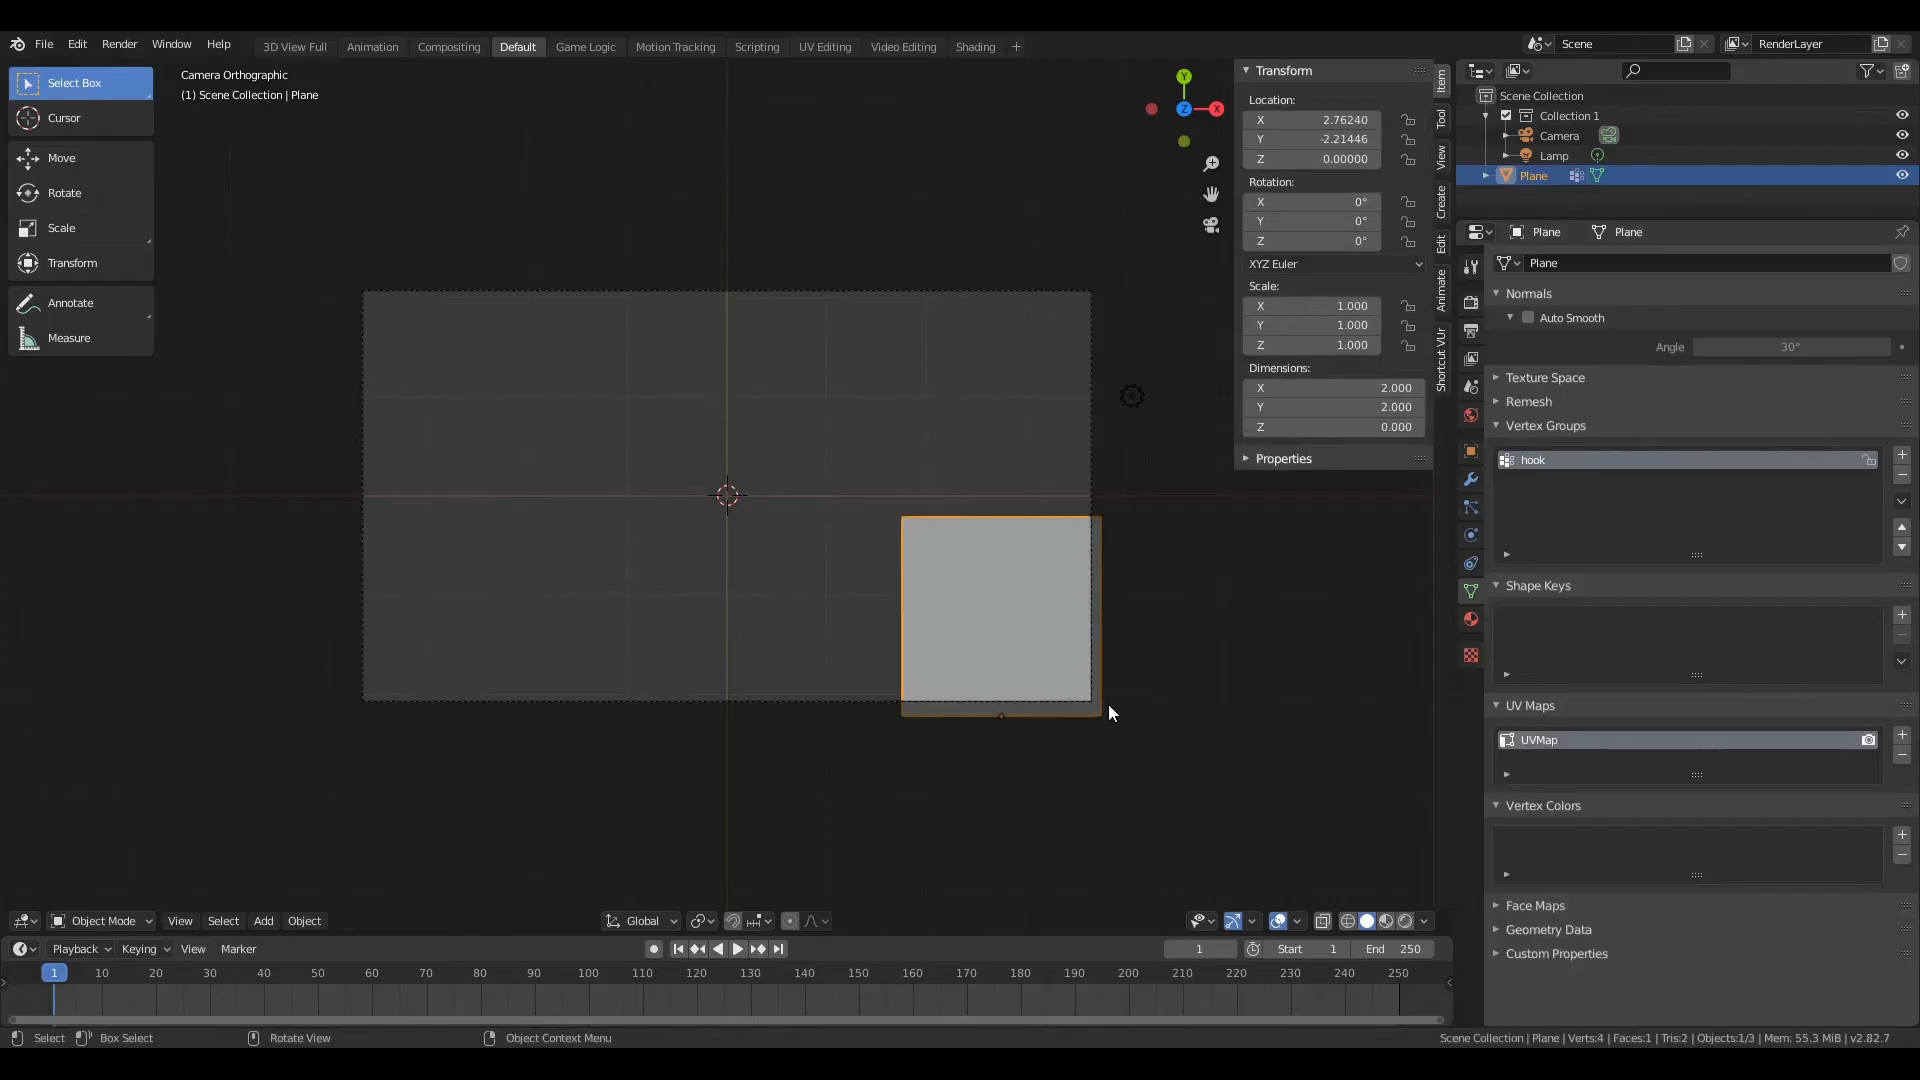 File Edit Render Window Help 3D View Full Animation Compositing Default Game Logic Motion Tracking Scripting UV Editing Video Editing Shading + Scene RenderLayer
Select Box
Cursor
Move
Rotate
Scale
Transform
Annotate
Measure
Camera Orthographic
(1) Scene Collection | Plane
Y
Z
X
Transform
Location:
X 2.76240
Y -2.21446
Z 0.00000
Rotation:
X 0°
Y 0°
Z 0°
XYZ Euler
Scale:
X 1.000
Y 1.000
Z 1.000
Dimensions:
X 2.000
Y 2.000
Z 0.000
Properties
Item
Tool
View
Create
Edit
Animate
Shortcut VUr
Scene Collection
Collection 1
Camera
Lamp
Plane
Plane Plane
Plane
Normals
Auto Smooth
Angle 30°
Texture Space
Remesh
Vertex Groups
hook
Shape Keys
UV Maps
UVMap
Vertex Colors
Face Maps
Geometry Data
Custom Properties
Object Mode View Select Add Object Global
Playback Keying View Marker 1 Start 1 End 250
1 10 20 30 40 50 60 70 80 90 100 110 120 130 140 150 160 170 180 190 200 210 220 230 240 250
Select Box Select Rotate View Object Context Menu Scene Collection | Plane | Verts:4 | Faces:1 | Tris:2 | Objects:1/3 | Mem: 55.3 MiB | v2.82.7